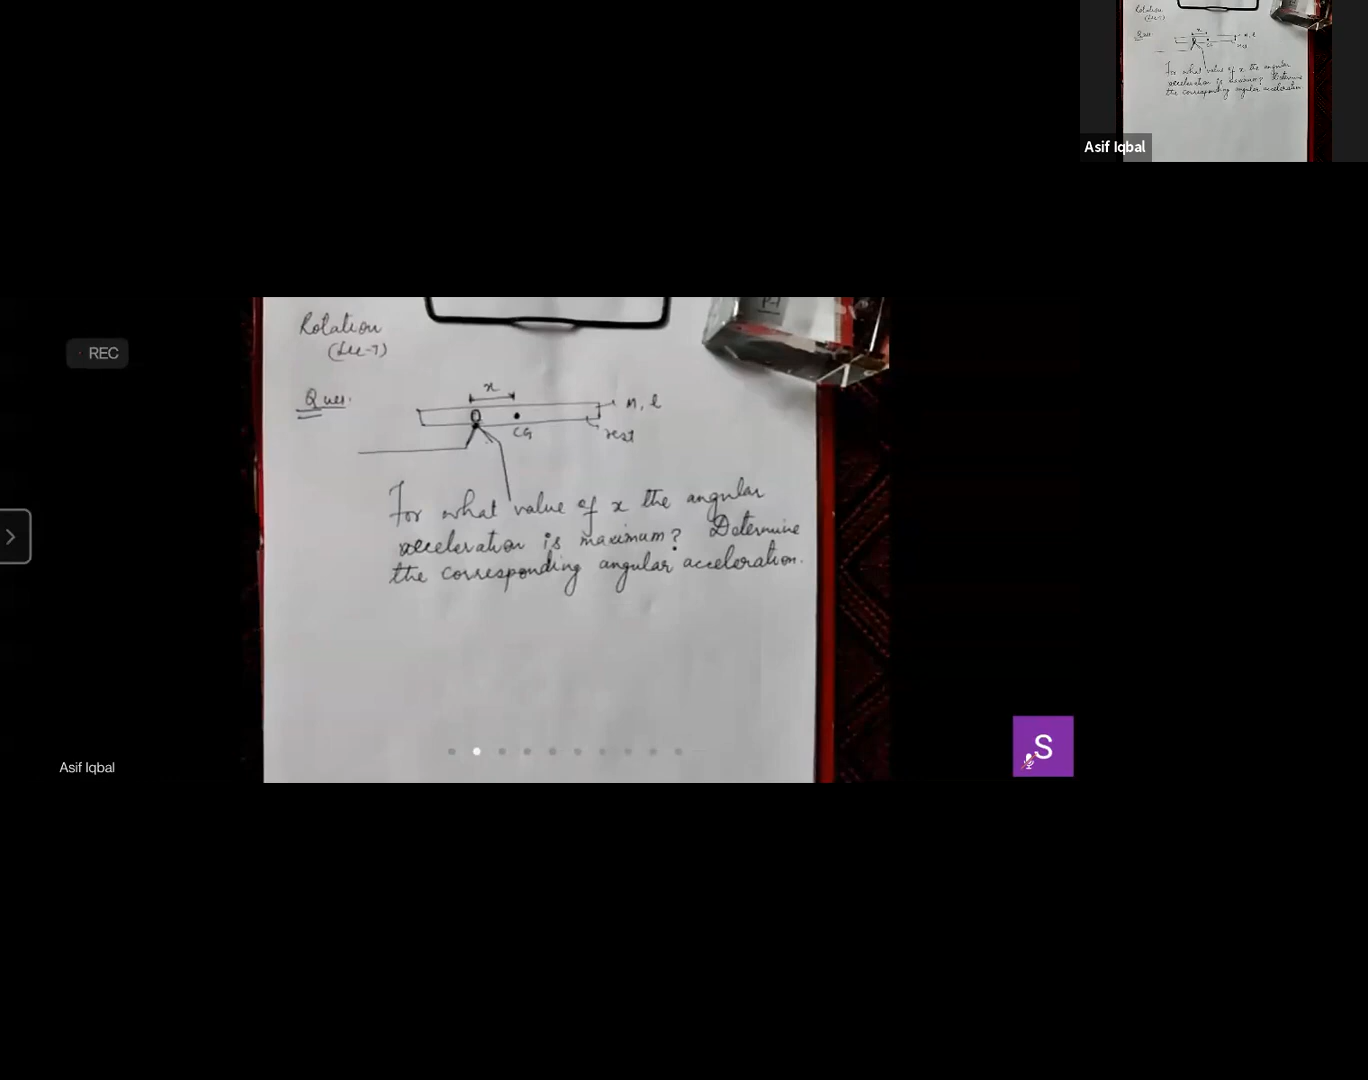 Rotation
(Lec-7)
Asif Iqbal
REC
Ques.
x
M, l
CG
rest
For what value of x the angular
acceleration is maximum? Determine
the corresponding angular acceleration.
S
Asif Iqbal